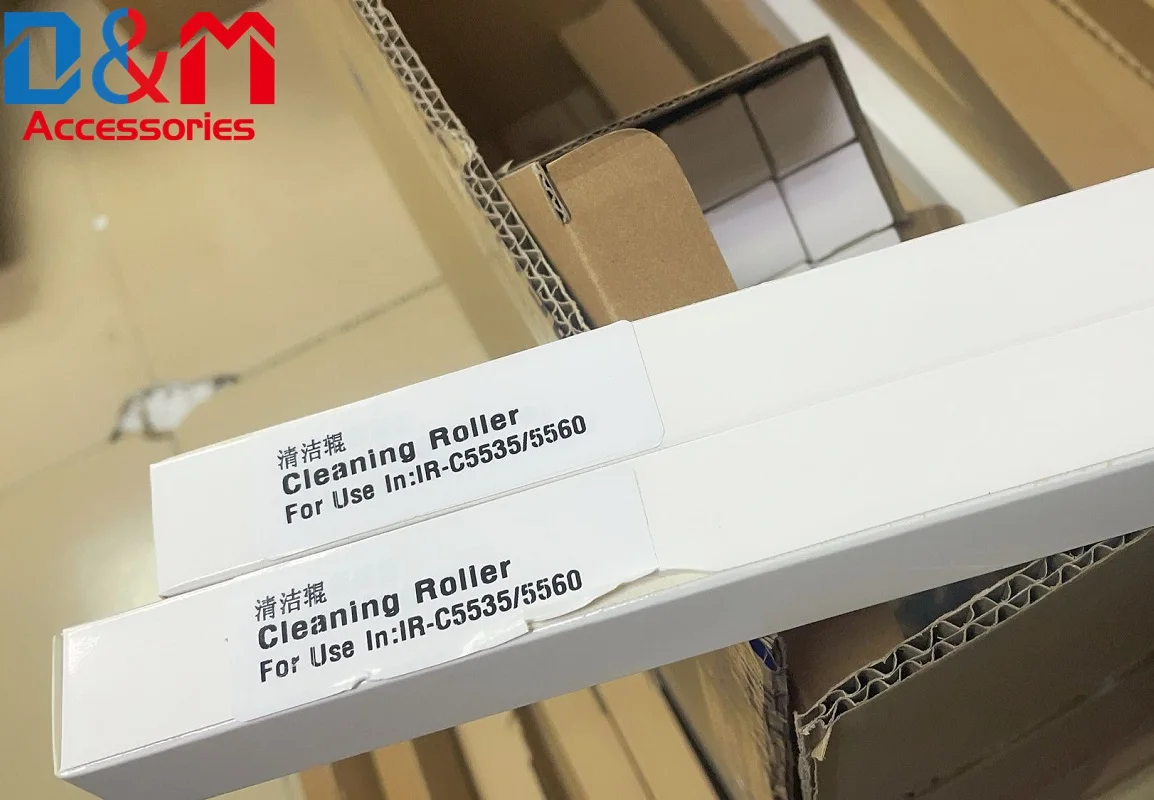 D&M
Accessories
清洁辊
Cleaning Roller
For Use In:IR-C5535/5560
清洁辊
Cleaning Roller
For Use In:IR-C5535/5560